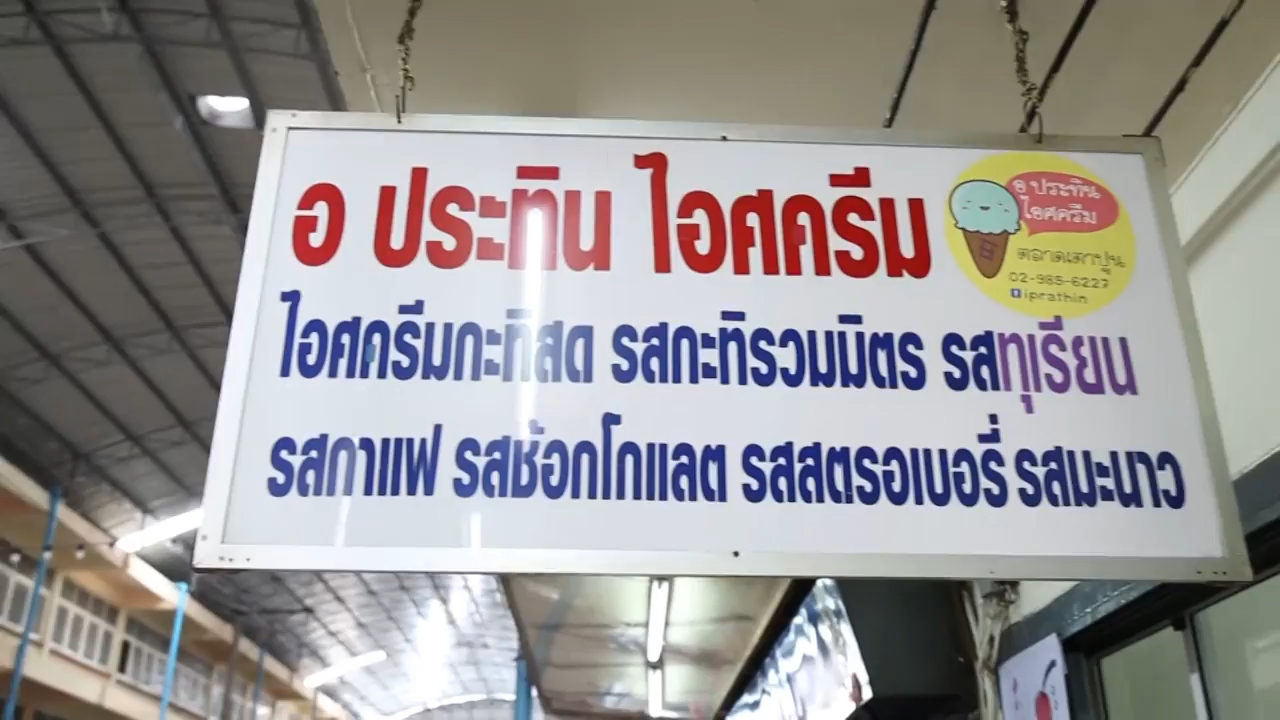 อ ประทิน ไอศครีม
อ ประทิน
ไอศครีม
ตลาดเตาปูน
02-985-6227
iprathin
ไอศครีมกะทิสด รสกะทิรวมมิตร รสทุเรียน
รสกาแฟ รสช้อกโกแลต รสสตรอเบอรี่ รสมะนาว